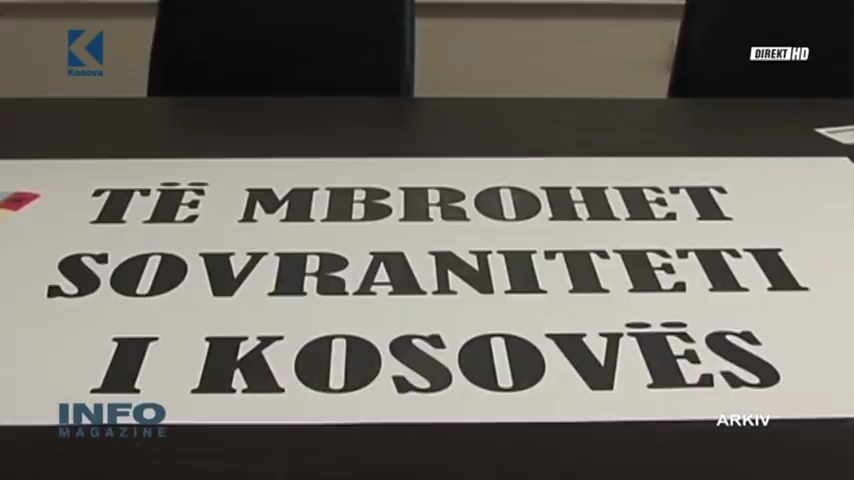 K
Kosova
DIREKT HD
TË MBROHET
SOVRANITETI
I KOSOVËS
INFO
MAGAZINE
ARKIV